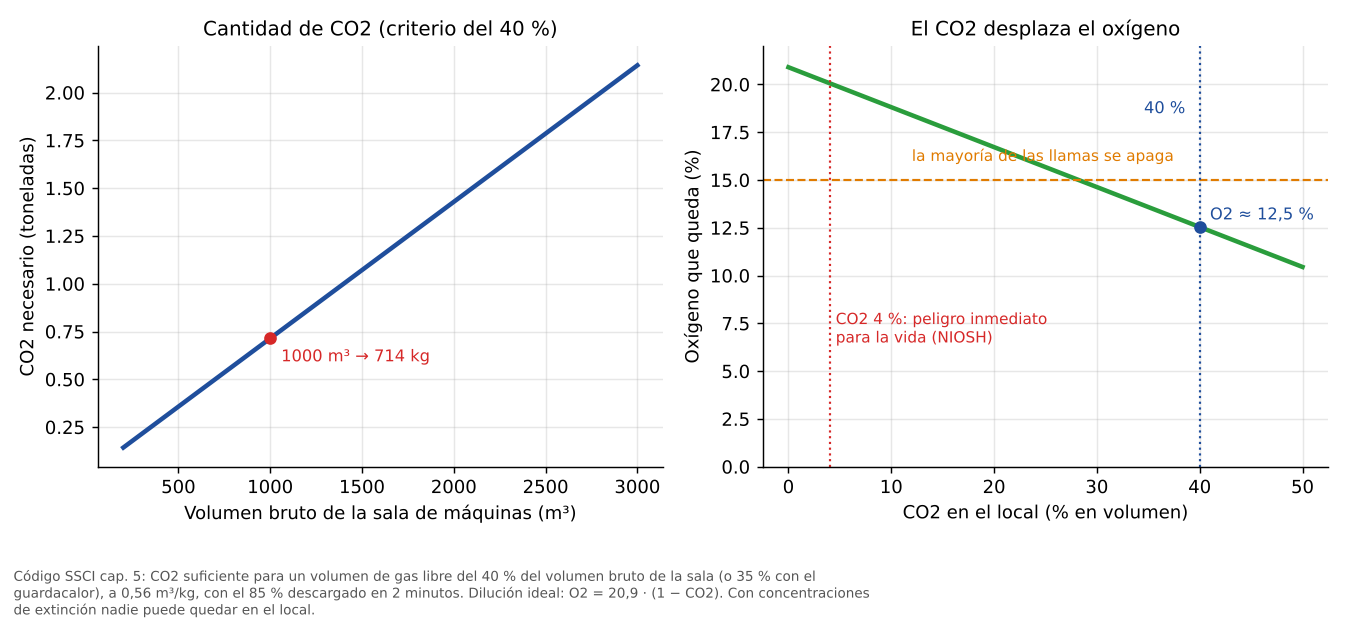 Cantidad de CO2 (criterio del 40 %)
CO2 necesario (toneladas)
2.00
1.75
1.50
1.25
1.00
0.75
0.50
0.25
1000 m³ → 714 kg
500
1000
1500
2000
2500
3000
Volumen bruto de la sala de máquinas (m³)
El CO2 desplaza el oxígeno
Oxígeno que queda (%)
20.0
17.5
15.0
12.5
10.0
7.5
5.0
2.5
0.0
40 %
la mayoría de las llamas se apaga
O2 ≈ 12,5 %
CO2 4 %: peligro inmediato
para la vida (NIOSH)
0
10
20
30
40
50
CO2 en el local (% en volumen)
Código SSCI cap. 5: CO2 suficiente para un volumen de gas libre del 40 % del volumen bruto de la sala (o 35 % con el
guardacalor), a 0,56 m³/kg, con el 85 % descargado en 2 minutos. Dilución ideal: O2 = 20,9 · (1 − CO2). Con concentraciones
de extinción nadie puede quedar en el local.